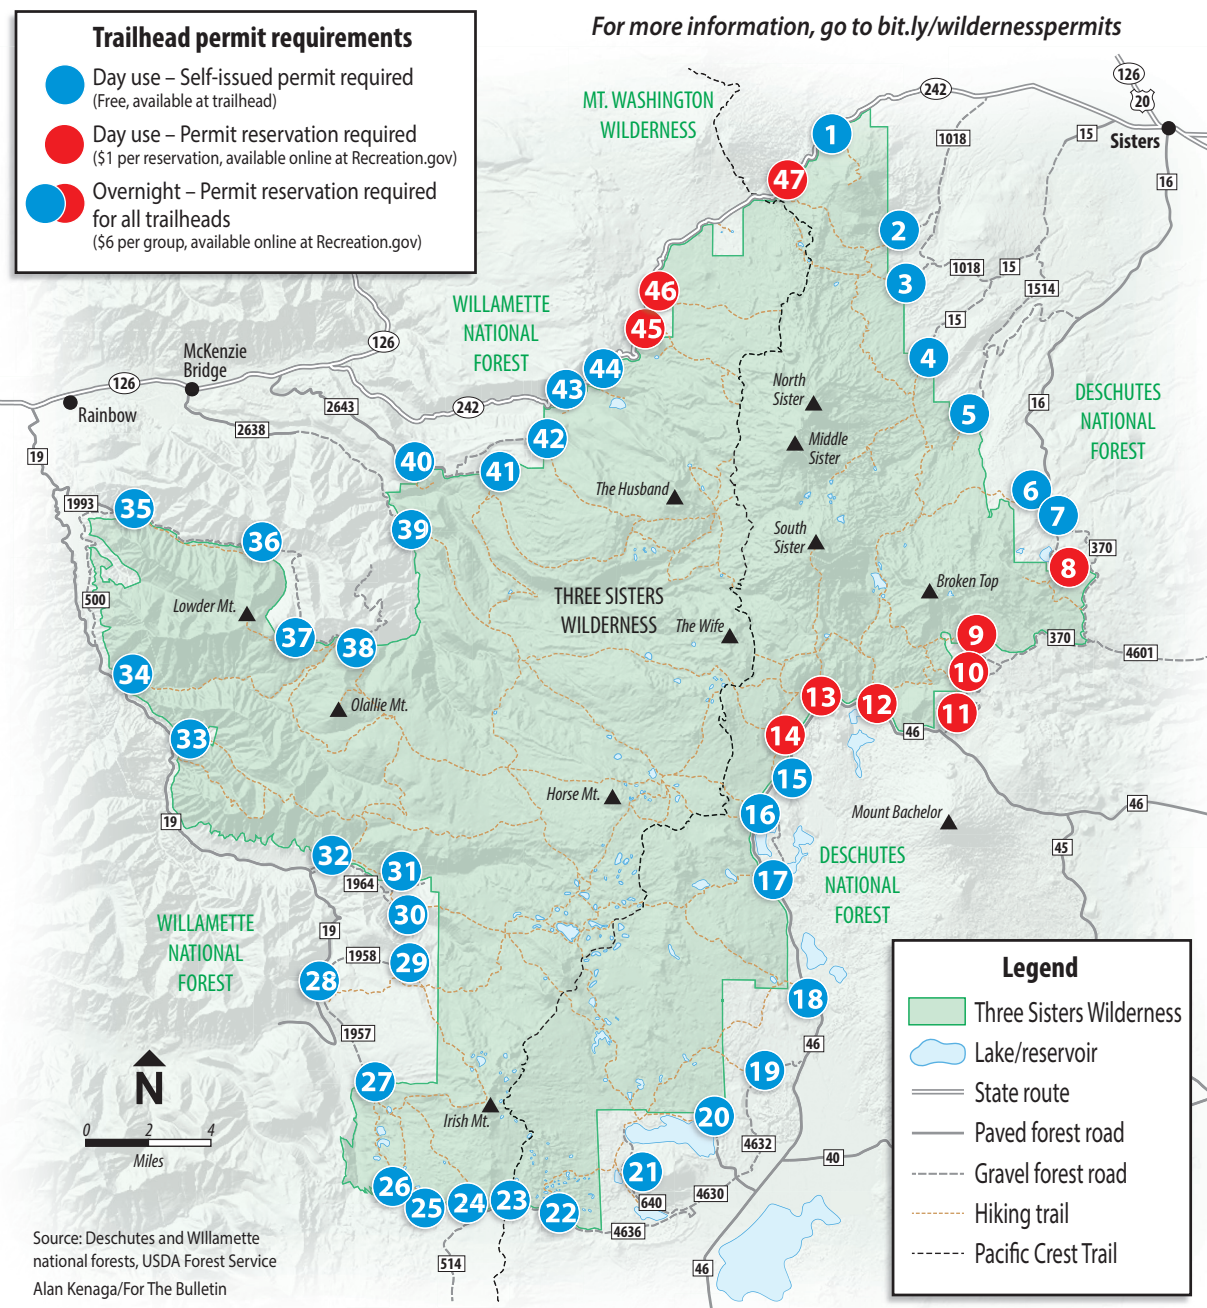 Trailhead permit requirements
Day use – Self-issued permit required
(Free, available at trailhead)
Day use – Permit reservation required
($1 per reservation, available online at Recreation.gov)
Overnight – Permit reservation required
for all trailheads
($6 per group, available online at Recreation.gov)
For more information, go to bit.ly/wildernesspermits
126
20
242
MT. WASHINGTON
WILDERNESS
1
1018
15
Sisters
47
16
2
1018
15
3
1514
46
WILLAMETTE
NATIONAL
FOREST
45
15
126
McKenzie
Bridge
44
4
126
43
North
Sister
DESCHUTES
NATIONAL
FOREST
Rainbow
2643
242
16
5
2638
42
Middle
Sister
19
40
41
The Husband
6
1993
35
7
39
36
South
Sister
370
8
Broken Top
500
Lowder Mt.
THREE SISTERS
WILDERNESS
The Wife
37
38
9
370
4601
34
10
Olallie Mt.
13
12
11
14
46
33
15
Horse Mt.
16
Mount Bachelor
46
19
45
32
31
DESCHUTES
NATIONAL
FOREST
17
1964
30
WILLAMETTE
NATIONAL
FOREST
19
1958
29
28
18
1957
46
27
19
N
Irish Mt.
20
0 2 4
Miles
4632
40
21
26
25
24
23
22
640
4630
4636
514
46
Legend
Three Sisters Wilderness
Lake/reservoir
State route
Paved forest road
Gravel forest road
Hiking trail
Pacific Crest Trail
Source: Deschutes and WIllamette
national forests, USDA Forest Service
Alan Kenaga/For The Bulletin